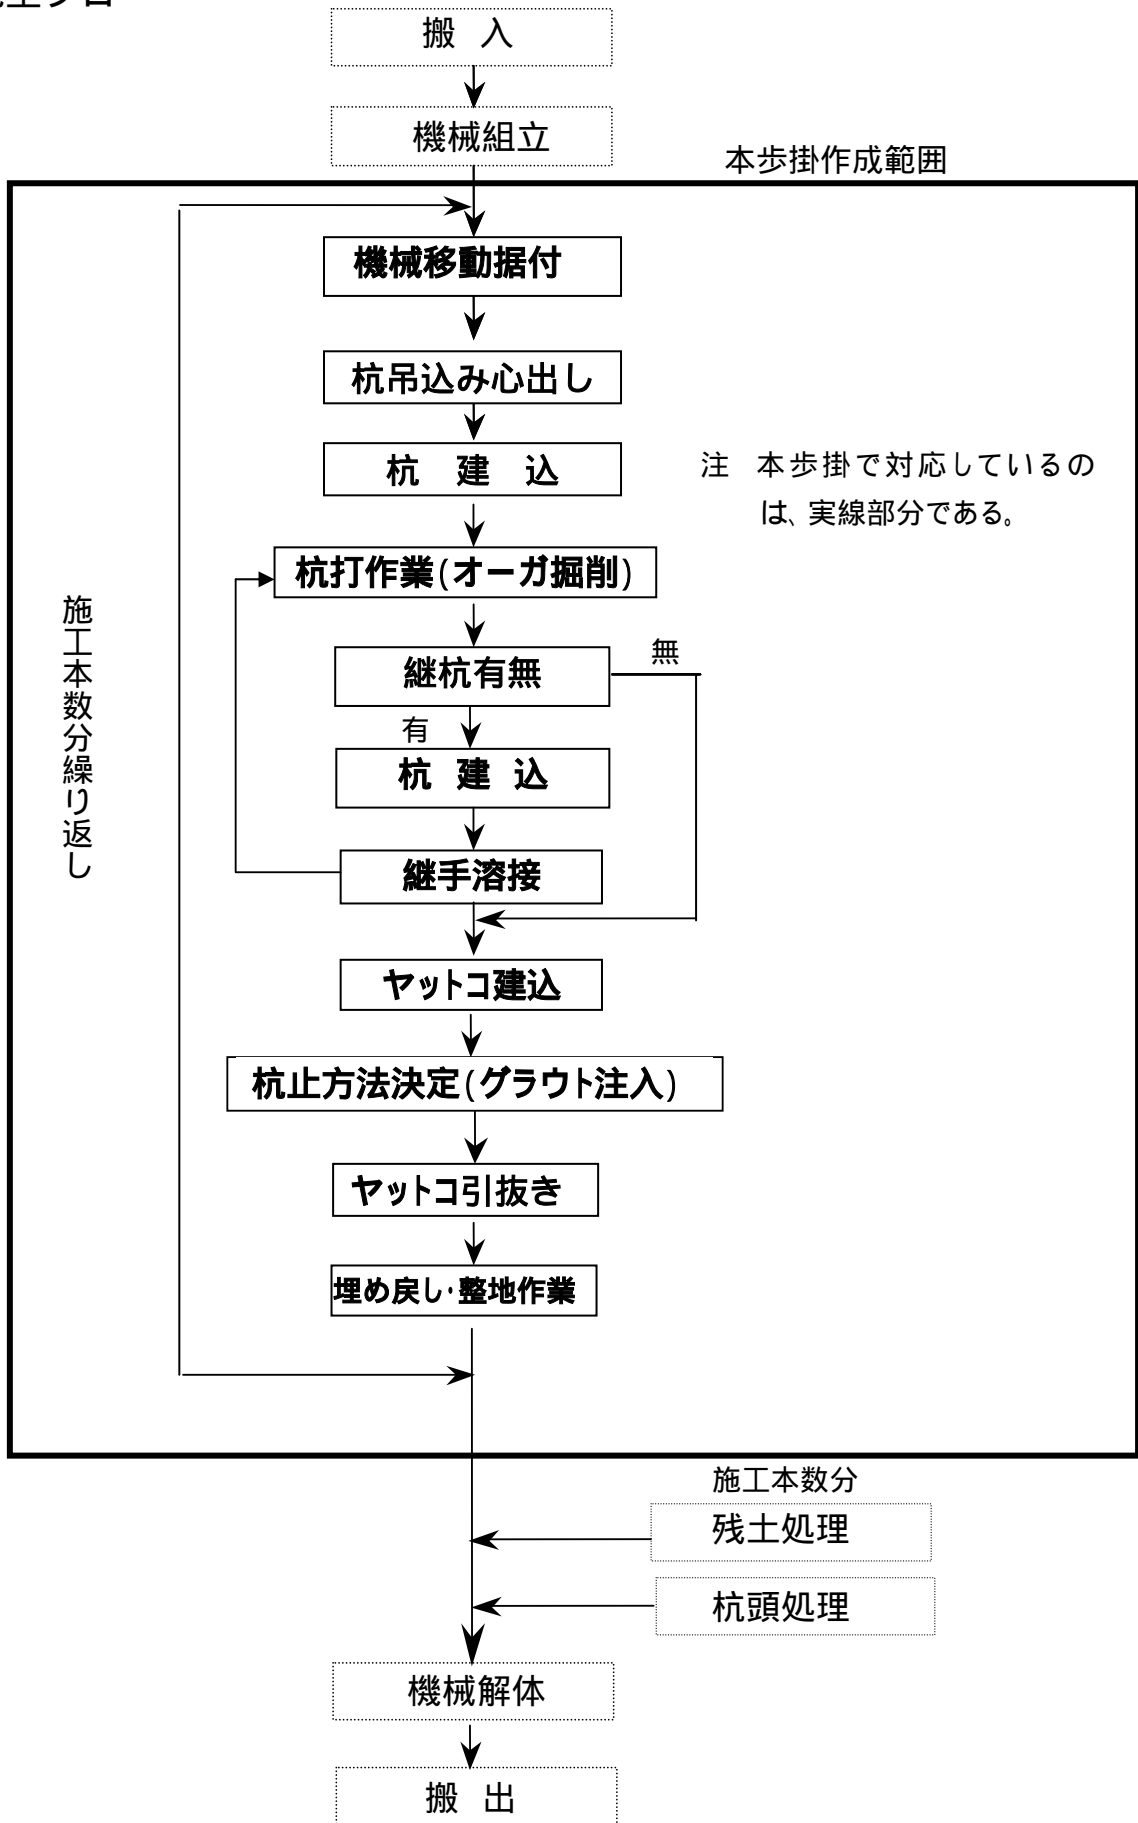 搬 入
機械組立
本歩掛作成範囲
機械移動据付
杭吊込み心出し
杭 建 込
注 本歩掛で対応しているの
は、実線部分である。
杭打作業(オーガ掘削)
施工本数分繰り返し
継杭有無
無
有
杭 建 込
継手溶接
ヤットコ建込
杭止方法決定(グラウト注入)
ヤットコ引抜き
埋め戻し・整地作業
施工本数分
残土処理
杭頭処理
機械解体
搬 出